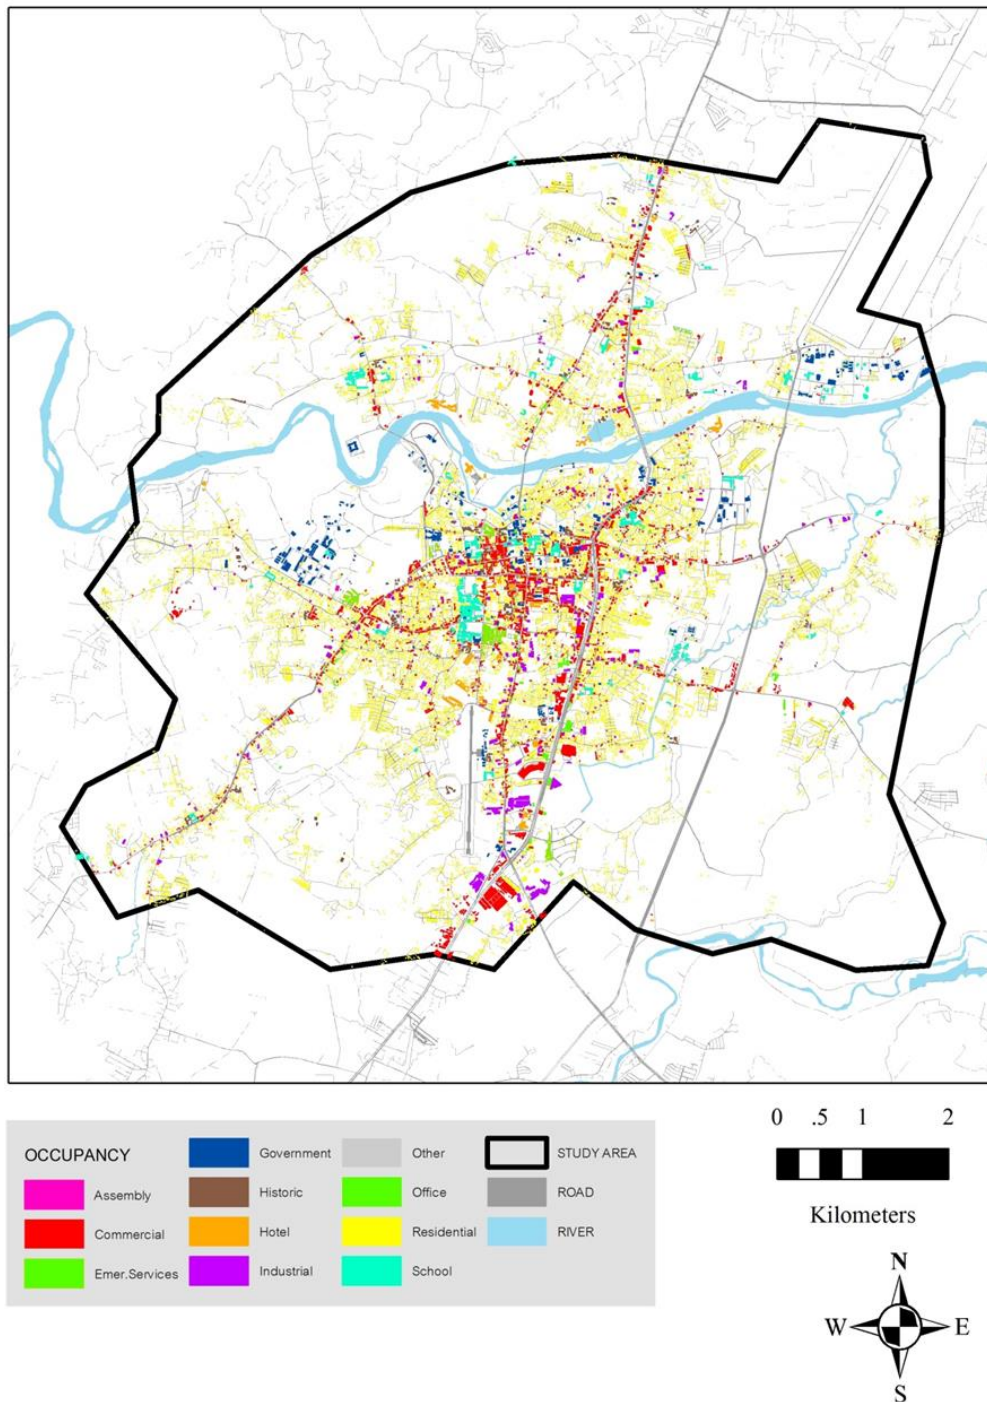 OCCUPANCY
Assembly
Commercial
Emer.Services
Government
Historic
Hotel
Industrial
Other
Office
Residential
School
STUDY AREA
ROAD
RIVER
0 .5 1 2
Kilometers
N
W E
S